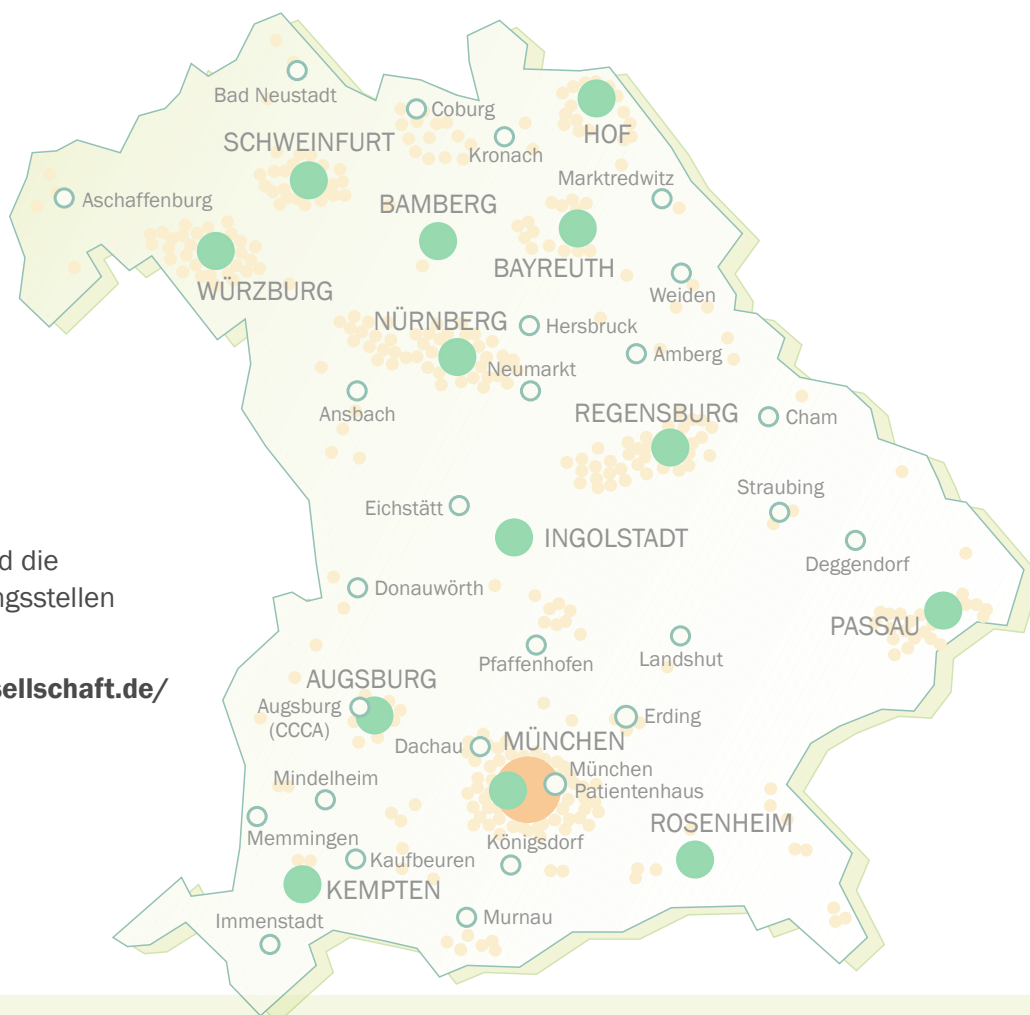 Bad Neustadt
Coburg
SCHWEINFURT
Kronach
HOF
Marktredwitz
Aschaffenburg
BAMBERG
BAYREUTH
WÜRZBURG
Weiden
NÜRNBERG
Hersbruck
Amberg
Neumarkt
Ansbach
REGENSBURG
Cham
Straubing
Eichstätt
INGOLSTADT
Deggendorf
d die
ngsstellen
Donauwörth
PASSAU
Pfaffenhofen
Landshut
sellschaft.de/
AUGSBURG
Augsburg
(CCCA)
Erding
Dachau
MÜNCHEN
München
Patientenhaus
Mindelheim
ROSENHEIM
Memmingen
Königsdorf
Kaufbeuren
KEMPTEN
Immenstadt
Murnau